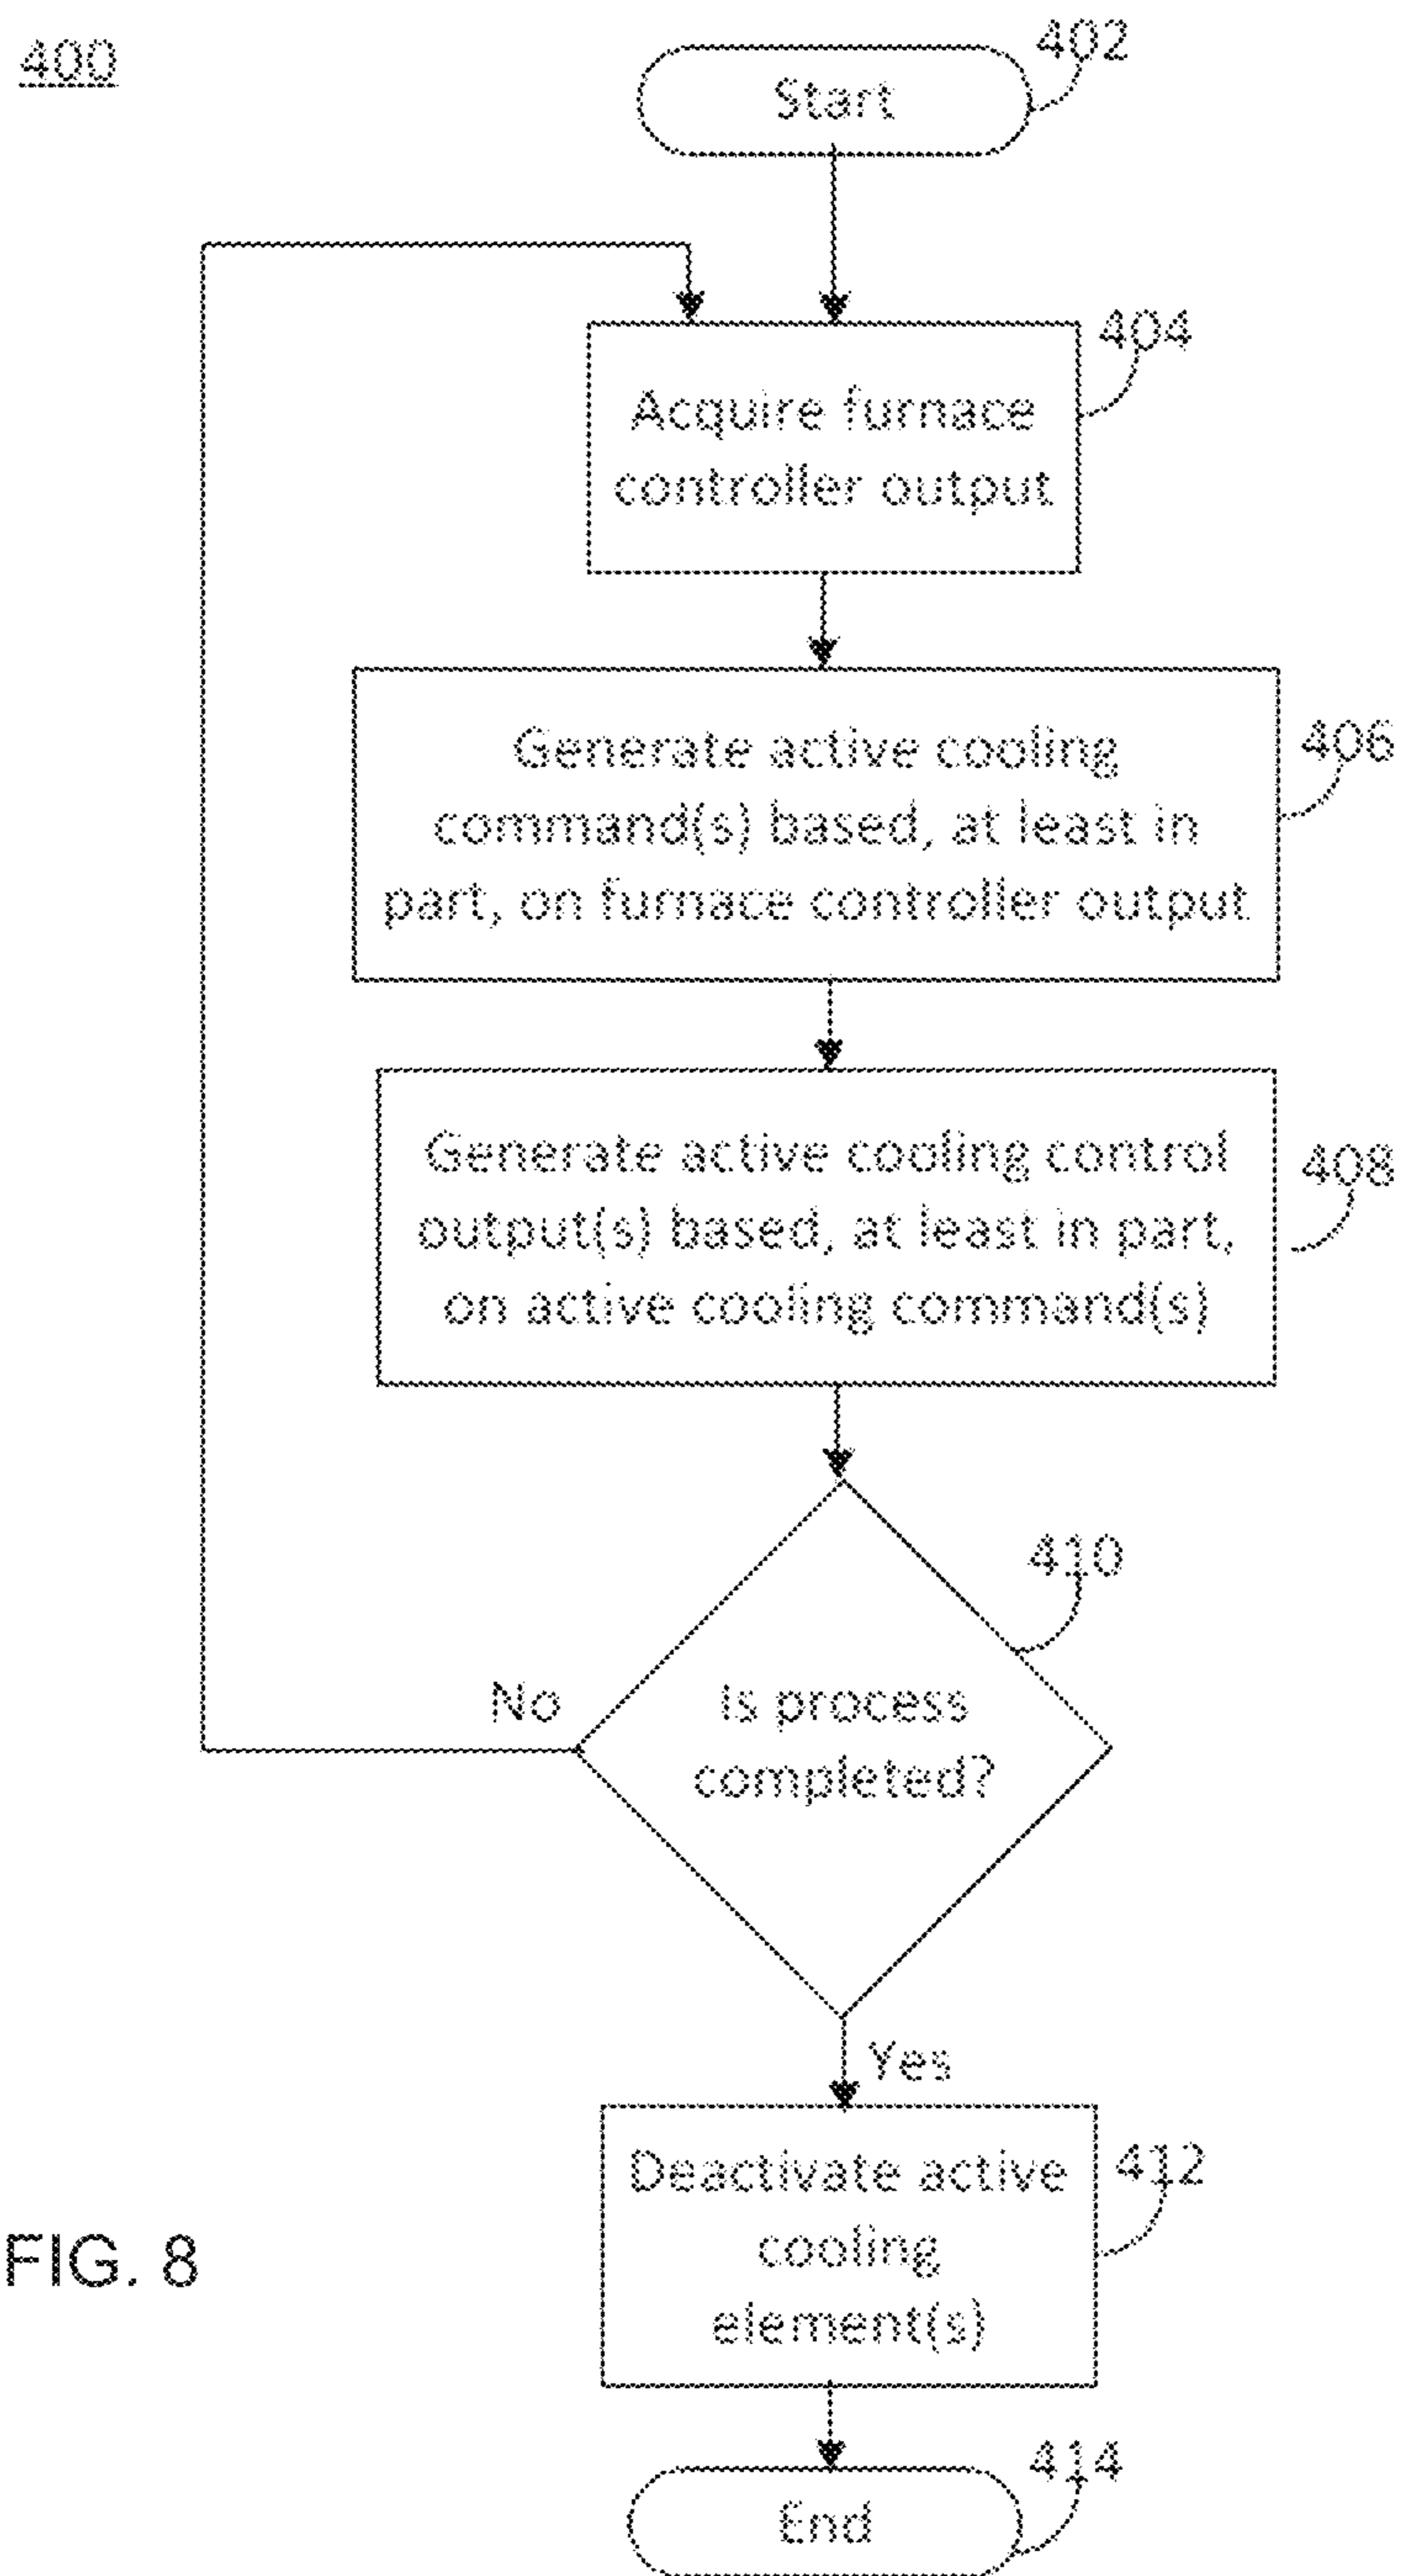 400
402
Start
404
Acquire furnace
controller output
406
Generate active cooling
command(s) based, at least in
part, on furnace controller output
408
Generate active cooling control
output(s) based, at least in part,
on active cooling command(s)
410
Is process
completed?
No
Yes
412
Deactivate active
cooling
element(s)
FIG. 8
414
End